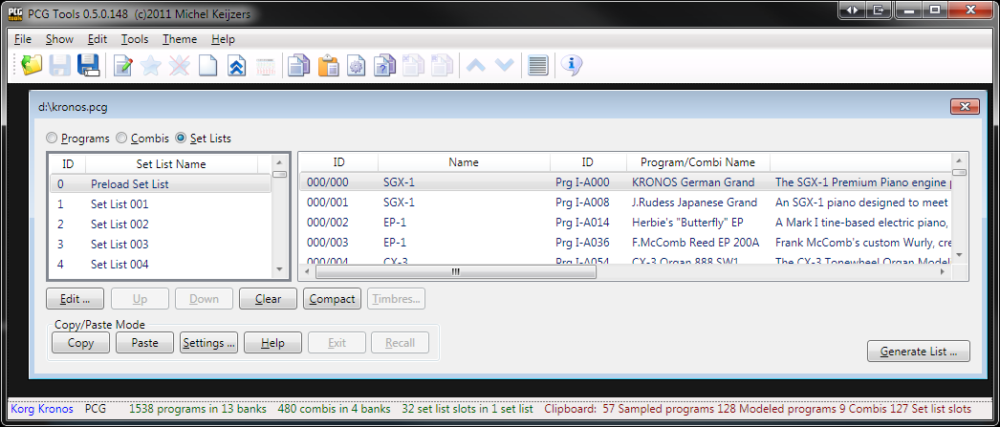 PCG Tools 0.5.0.148 (c)2011 Michel Keijzers
File Show Edit Tools Theme Help
d:\kronos.pcg
Programs Combis Set Lists
ID Set List Name
0 Preload Set List
1 Set List 001
2 Set List 002
3 Set List 003
4 Set List 004
ID Name ID Program/Combi Name
000/000 SGX-1 Prg I-A000 KRONOS German Grand The SGX-1 Premium Piano engine p
000/001 SGX-1 Prg I-A008 J.Rudess Japanese Grand An SGX-1 piano designed to meet
000/002 EP-1 Prg I-A014 Herbie's "Butterfly" EP A Mark I tine-based electric piano,
000/003 EP-1 Prg I-A036 F.McComb Reed EP 200A Frank McComb's custom Wurly, cre
000/004 CX-3 Prg I-A054 CX-3 Organ 888 SW1 The CX-3 Tonewheel Organ Model
Edit ... Up Down Clear Compact Timbres...
Copy/Paste Mode
Copy Paste Settings ... Help Exit Recall
Generate List ...
Korg Kronos PCG 1538 programs in 13 banks 480 combis in 4 banks 32 set list slots in 1 set list Clipboard: 57 Sampled programs 128 Modeled programs 9 Combis 127 Set list slots